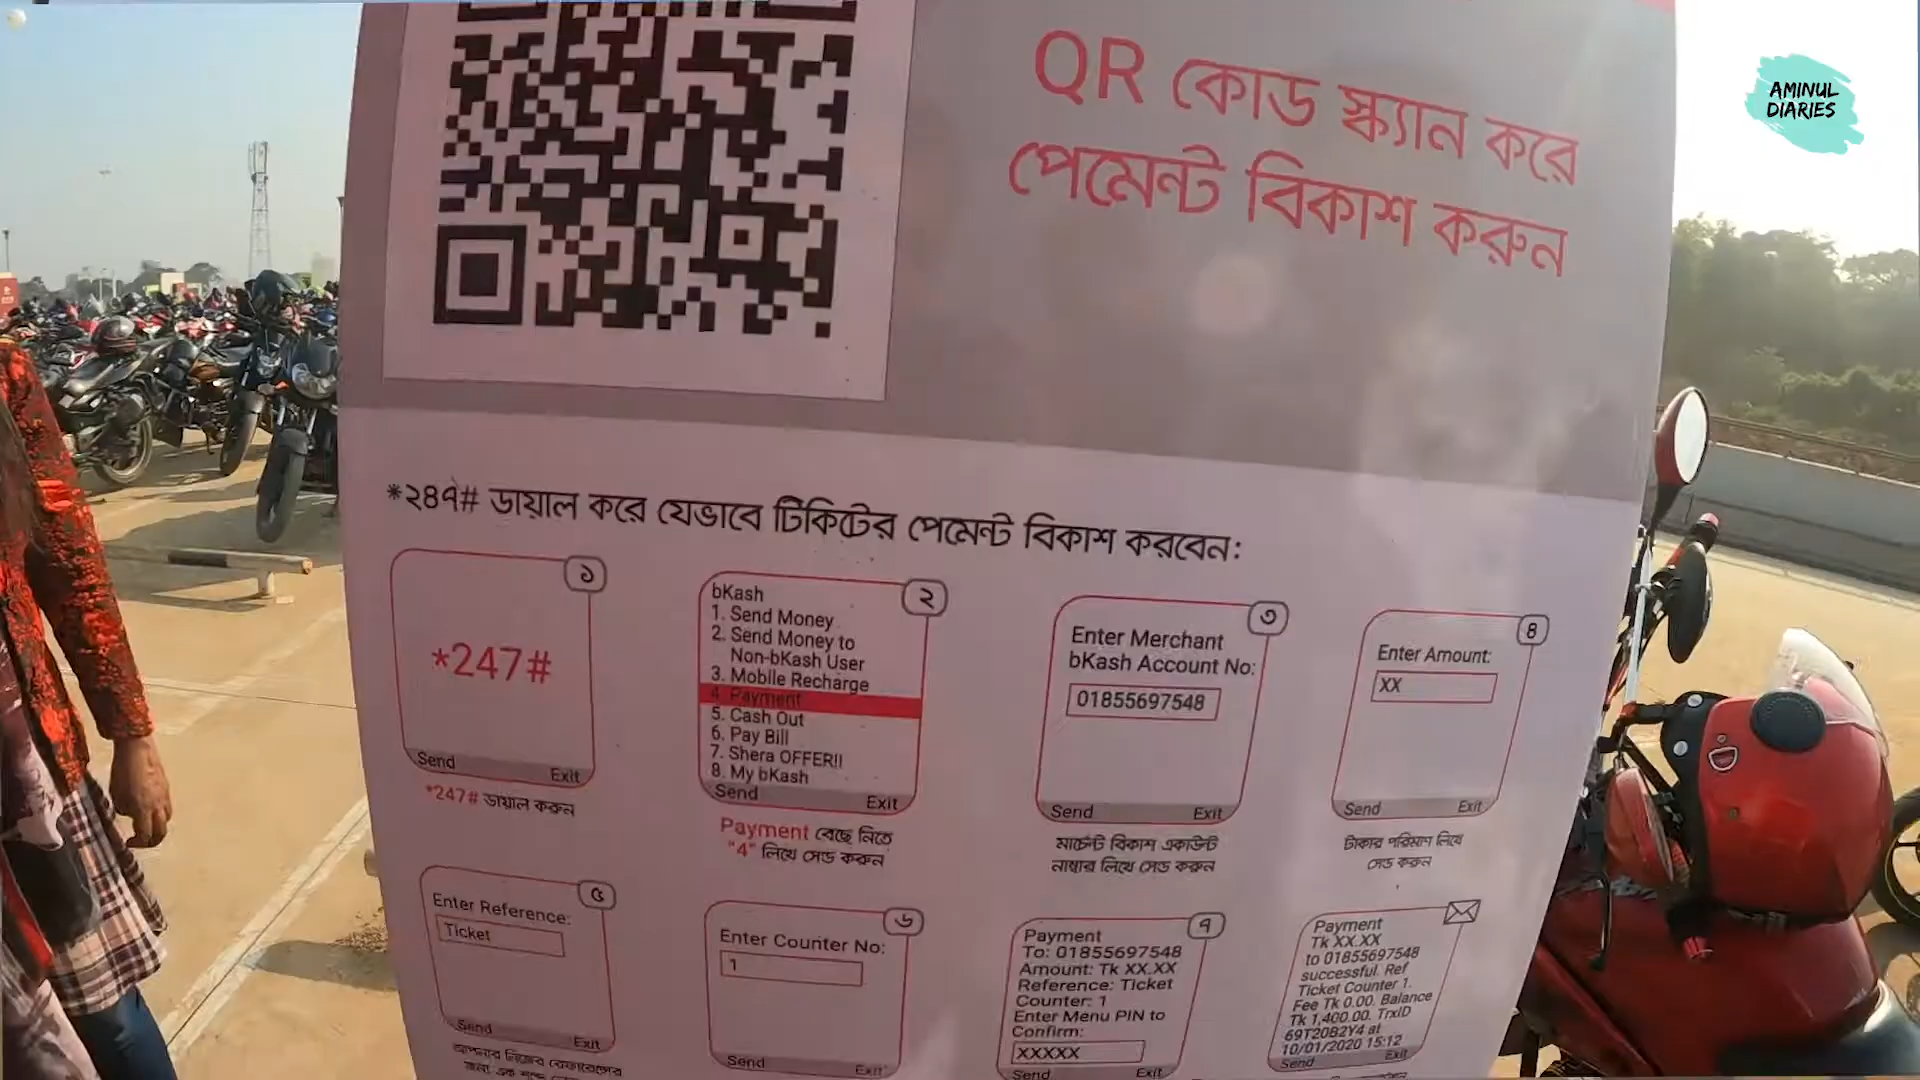 AMINUL
DIARIES
QR কোড স্ক্যান করে
পেমেন্ট বিকাশ করুন
*২৪৭# ডায়াল করে যেভাবে টিকিটের পেমেন্ট বিকাশ করবেন:
১
*247#
Send Exit
*247# ডায়াল করুন
২
bKash
1. Send Money
2. Send Money to
Non-bKash User
3. Mobile Recharge
4. Payment
5. Cash Out
6. Pay Bill
7. Shera OFFER!!
8. My bKash
Send Exit
Payment বেছে নিতে
"4" লিখে সেন্ড করুন
৩
Enter Merchant
bKash Account No:
01855697548
Send Exit
মার্চেন্ট বিকাশ একাউন্ট
নাম্বার লিখে সেন্ড করুন
৪
Enter Amount:
XX
Send Exit
টাকার পরিমাণ লিখে
সেন্ড করুন
৫
Enter Reference:
Ticket
Send Exit
আপনার নিজের রেফারেন্সের
৬
Enter Counter No:
1
Send Exit
৭
Payment
To: 01855697548
Amount: Tk XX.XX
Reference: Ticket
Counter: 1
Enter Menu PIN to
Confirm:
XXXXX
Send Exit
Payment
Tk XX.XX
to 01855697548
successful. Ref
Ticket Counter 1.
Fee Tk 0.00. Balance
Tk 1,400.00. TrxID
69T20B2Y4 at
10/01/2020 15:12
Send Exit